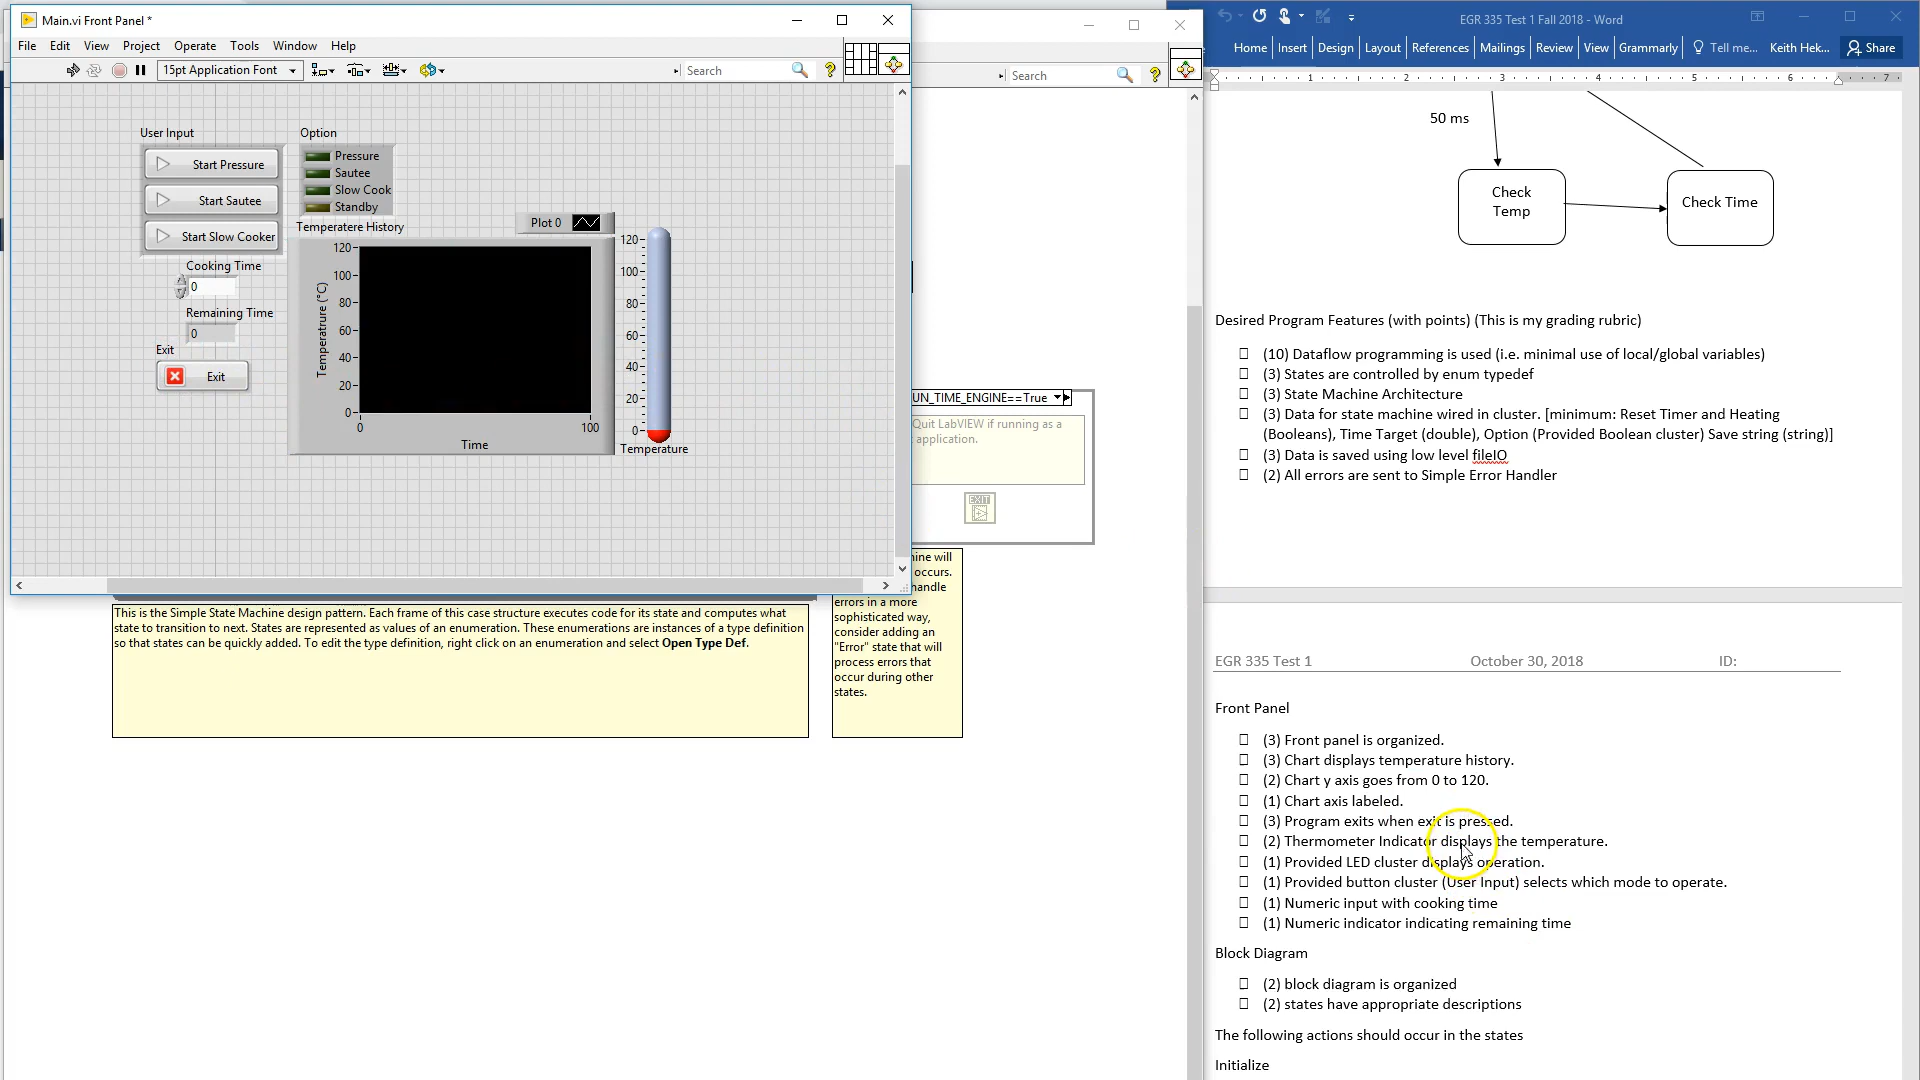 Main.vi Front Panel *
File Edit View Project Operate Tools Window Help
15pt Application Font
Search
?
User Input
Start Pressure
Start Sautee
Start Slow Cooker
Cooking Time
0
Remaining Time
0
Exit
Exit
Option
Pressure
Sautee
Slow Cook
Standby
Temperatere History
Plot 0
Temperatrure (°C)
120
100
80
60
40
20
0
0
100
Time
120
100
80
60
40
20
0
Temperature
Search
?
UN_TIME_ENGINE==True
Quit LabVIEW if running as a
application.
EXIT
This is the Simple State Machine design pattern. Each frame of this case structure executes code for its state and computes what
state to transition to next. States are represented as values of an enumeration. These enumerations are instances of a type definition
so that states can be quickly added. To edit the type definition, right click on an enumeration and select Open Type Def.
ine will
occurs.
handle
errors in a more
sophisticated way,
consider adding an
"Error" state that will
process errors that
occur during other
states.
EGR 335 Test 1 Fall 2018 - Word
Home Insert Design Layout References Mailings Review View Grammarly Tell me... Keith Hek... Share
1 2 3 4 5 6 7
50 ms
Check
Temp
Check Time
Desired Program Features (with points) (This is my grading rubric)
(10) Dataflow programming is used (i.e. minimal use of local/global variables)
(3) States are controlled by enum typedef
(3) State Machine Architecture
(3) Data for state machine wired in cluster. [minimum: Reset Timer and Heating
(Booleans), Time Target (double), Option (Provided Boolean cluster) Save string (string)]
(3) Data is saved using low level fileIO
(2) All errors are sent to Simple Error Handler
EGR 335 Test 1 October 30, 2018 ID:
Front Panel
(3) Front panel is organized.
(3) Chart displays temperature history.
(2) Chart y axis goes from 0 to 120.
(1) Chart axis labeled.
(3) Program exits when exit is pressed.
(2) Thermometer Indicator displays the temperature.
(1) Provided LED cluster displays operation.
(1) Provided button cluster (User Input) selects which mode to operate.
(1) Numeric input with cooking time
(1) Numeric indicator indicating remaining time
Block Diagram
(2) block diagram is organized
(2) states have appropriate descriptions
The following actions should occur in the states
Initialize